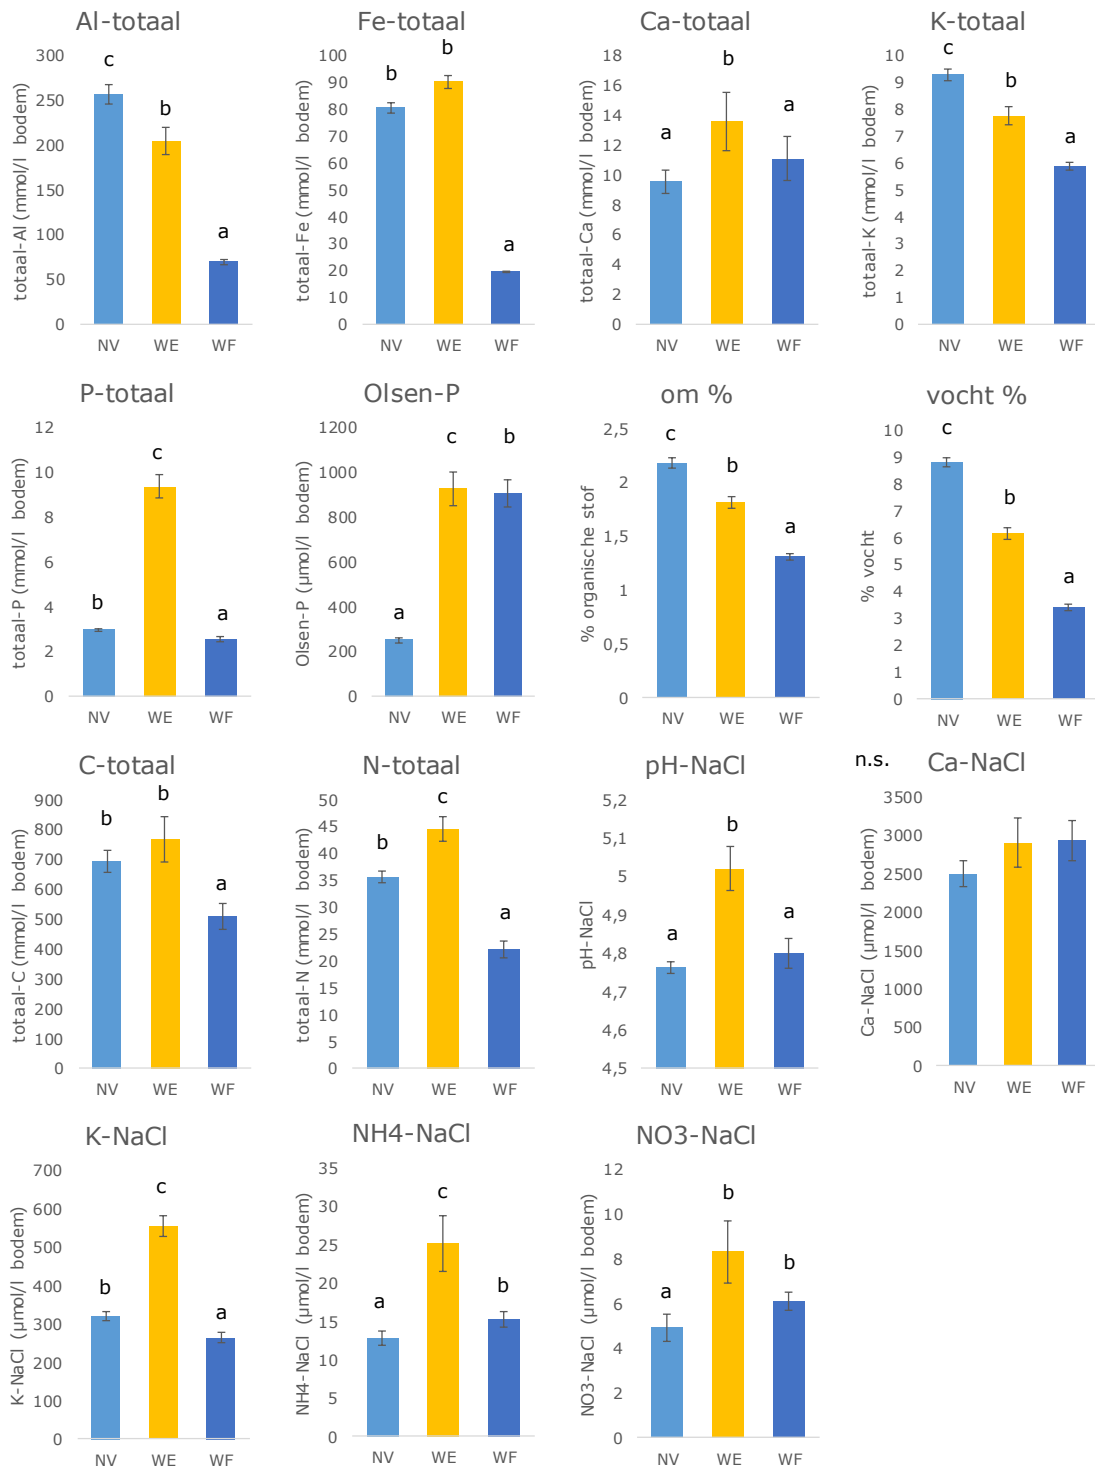 Al-totaal
totaal-Al (mmol/l bodem)
300
250
200
150
100
50
0
c
b
a
NV WE WF
Fe-totaal
totaal-Fe (mmol/l bodem)
100
90
80
70
60
50
40
30
20
10
0
b
b
a
NV WE WF
Ca-totaal
totaal-Ca (mmol/l bodem)
18
16
14
12
10
8
6
4
2
0
a
b
a
NV WE WF
K-totaal
totaal-K (mmol/l bodem)
10
9
8
7
6
5
4
3
2
1
0
c
b
a
NV WE WF
P-totaal
totaal-P (mmol/l bodem)
12
10
8
6
4
2
0
b
c
a
NV WE WF
Olsen-P
Olsen-P (µmol/l bodem)
1200
1000
800
600
400
200
0
a
c
b
NV WE WF
om %
% organische stof
2,5
2
1,5
1
0,5
0
c
b
a
NV WE WF
vocht %
% vocht
10
9
8
7
6
5
4
3
2
1
0
c
b
a
NV WE WF
C-totaal
totaal-C (mmol/l bodem)
900
800
700
600
500
400
300
200
100
0
b
b
a
NV WE WF
N-totaal
totaal-N (mmol/l bodem)
50
45
40
35
30
25
20
15
10
5
0
b
c
a
NV WE WF
pH-NaCl
pH-NaCl
5,2
5,1
5
4,9
4,8
4,7
4,6
4,5
a
b
a
NV WE WF
n.s. Ca-NaCl
Ca-NaCl (µmol/l bodem)
3500
3000
2500
2000
1500
1000
500
0
NV WE WF
K-NaCl
K-NaCl (µmol/l bodem)
700
600
500
400
300
200
100
0
b
c
a
NV WE WF
NH4-NaCl
NH4-NaCl (µmol/l bodem)
35
30
25
20
15
10
5
0
a
c
b
NV WE WF
NO3-NaCl
NO3-NaCl (µmol/l bodem)
12
10
8
6
4
2
0
a
b
b
NV WE WF